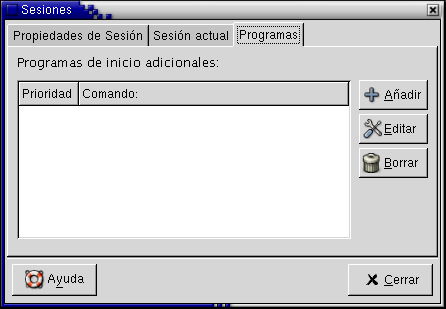 Sesiones
Propiedades de Sesión Sesión actual Programas
Programas de inicio adicionales:
Prioridad Comando:
Añadir
Editar
Borrar
Ayuda Cerrar